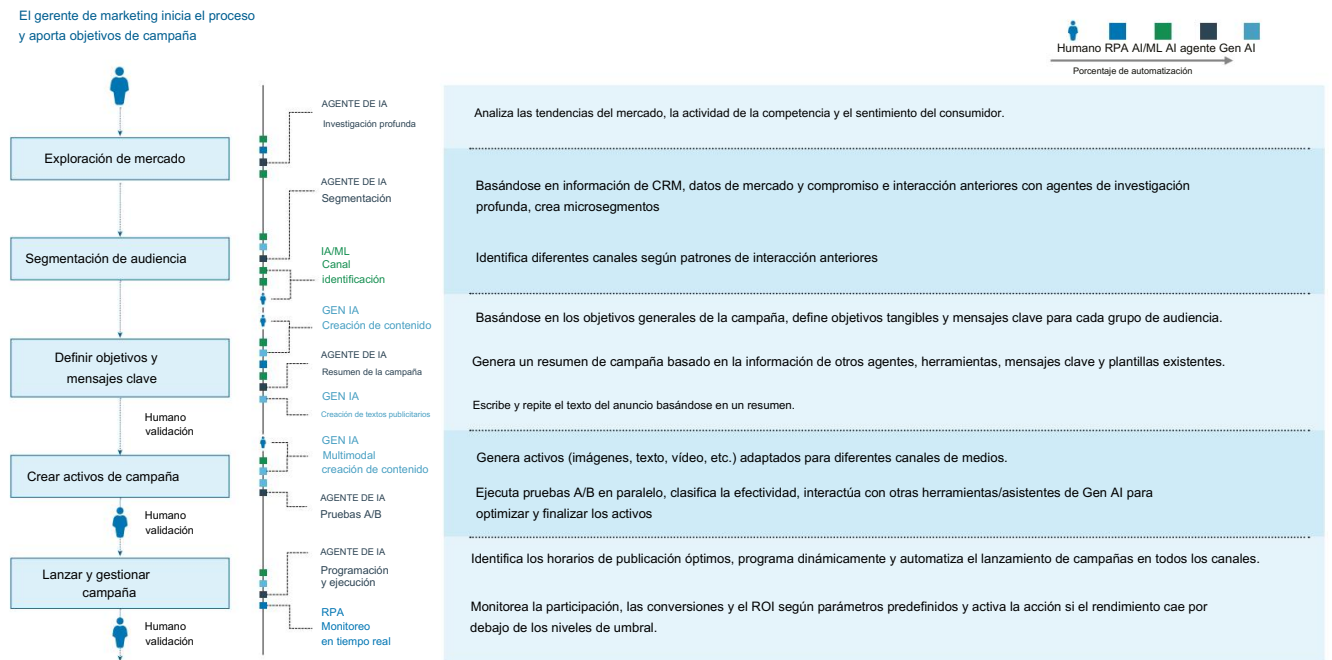 El gerente de marketing inicia el proceso
y aporta objetivos de campaña
Humano RPA AI/ML AI agente Gen AI
Porcentaje de automatización
Exploración de mercado
AGENTE DE IA
Investigación profunda
Analiza las tendencias del mercado, la actividad de la competencia y el sentimiento del consumidor.
Segmentación de audiencia
AGENTE DE IA
Segmentación
Basándose en información de CRM, datos de mercado y compromiso e interacción anteriores con agentes de investigación
profunda, crea microsegmentos
IA/ML
Canal
identificación
Identifica diferentes canales según patrones de interacción anteriores
Definir objetivos y
mensajes clave
GEN IA
Creación de contenido
Basándose en los objetivos generales de la campaña, define objetivos tangibles y mensajes clave para cada grupo de audiencia.
AGENTE DE IA
Resumen de la campaña
Genera un resumen de campaña basado en la información de otros agentes, herramientas, mensajes clave y plantillas existentes.
GEN IA
Creación de textos publicitarios
Escribe y repite el texto del anuncio basándose en un resumen.
Humano
validación
Crear activos de campaña
GEN IA
Multimodal
creación de contenido
Genera activos (imágenes, texto, vídeo, etc.) adaptados para diferentes canales de medios.
AGENTE DE IA
Pruebas A/B
Ejecuta pruebas A/B en paralelo, clasifica la efectividad, interactúa con otras herramientas/asistentes de Gen AI para
optimizar y finalizar los activos
Humano
validación
Lanzar y gestionar
campaña
AGENTE DE IA
Programación
y ejecución
Identifica los horarios de publicación óptimos, programa dinámicamente y automatiza el lanzamiento de campañas en todos los canales.
RPA
Monitoreo
en tiempo real
Monitorea la participación, las conversiones y el ROI según parámetros predefinidos y activa la acción si el rendimiento cae por
debajo de los niveles de umbral.
Humano
validación